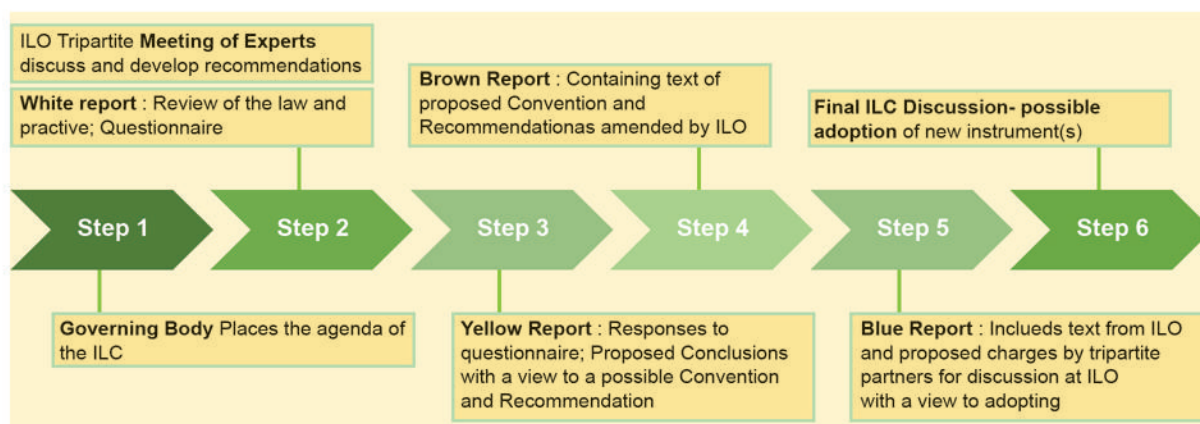 ILO Tripartite Meeting of Experts
discuss and develop recommendations
White report : Review of the law and
practive; Questionnaire
Brown Report : Containing text of
proposed Convention and
Recommendationas amended by ILO
Final ILC Discussion- possible
adoption of new instrument(s)
Step 1
Step 2
Step 3
Step 4
Step 5
Step 6
Governing Body Places the agenda of
the ILC
Yellow Report : Responses to
questionnaire; Proposed Conclusions
with a view to a possible Convention
and Recommendation
Blue Report : Inclueds text from ILO
and proposed charges by tripartite
partners for discussion at ILO
with a view to adopting